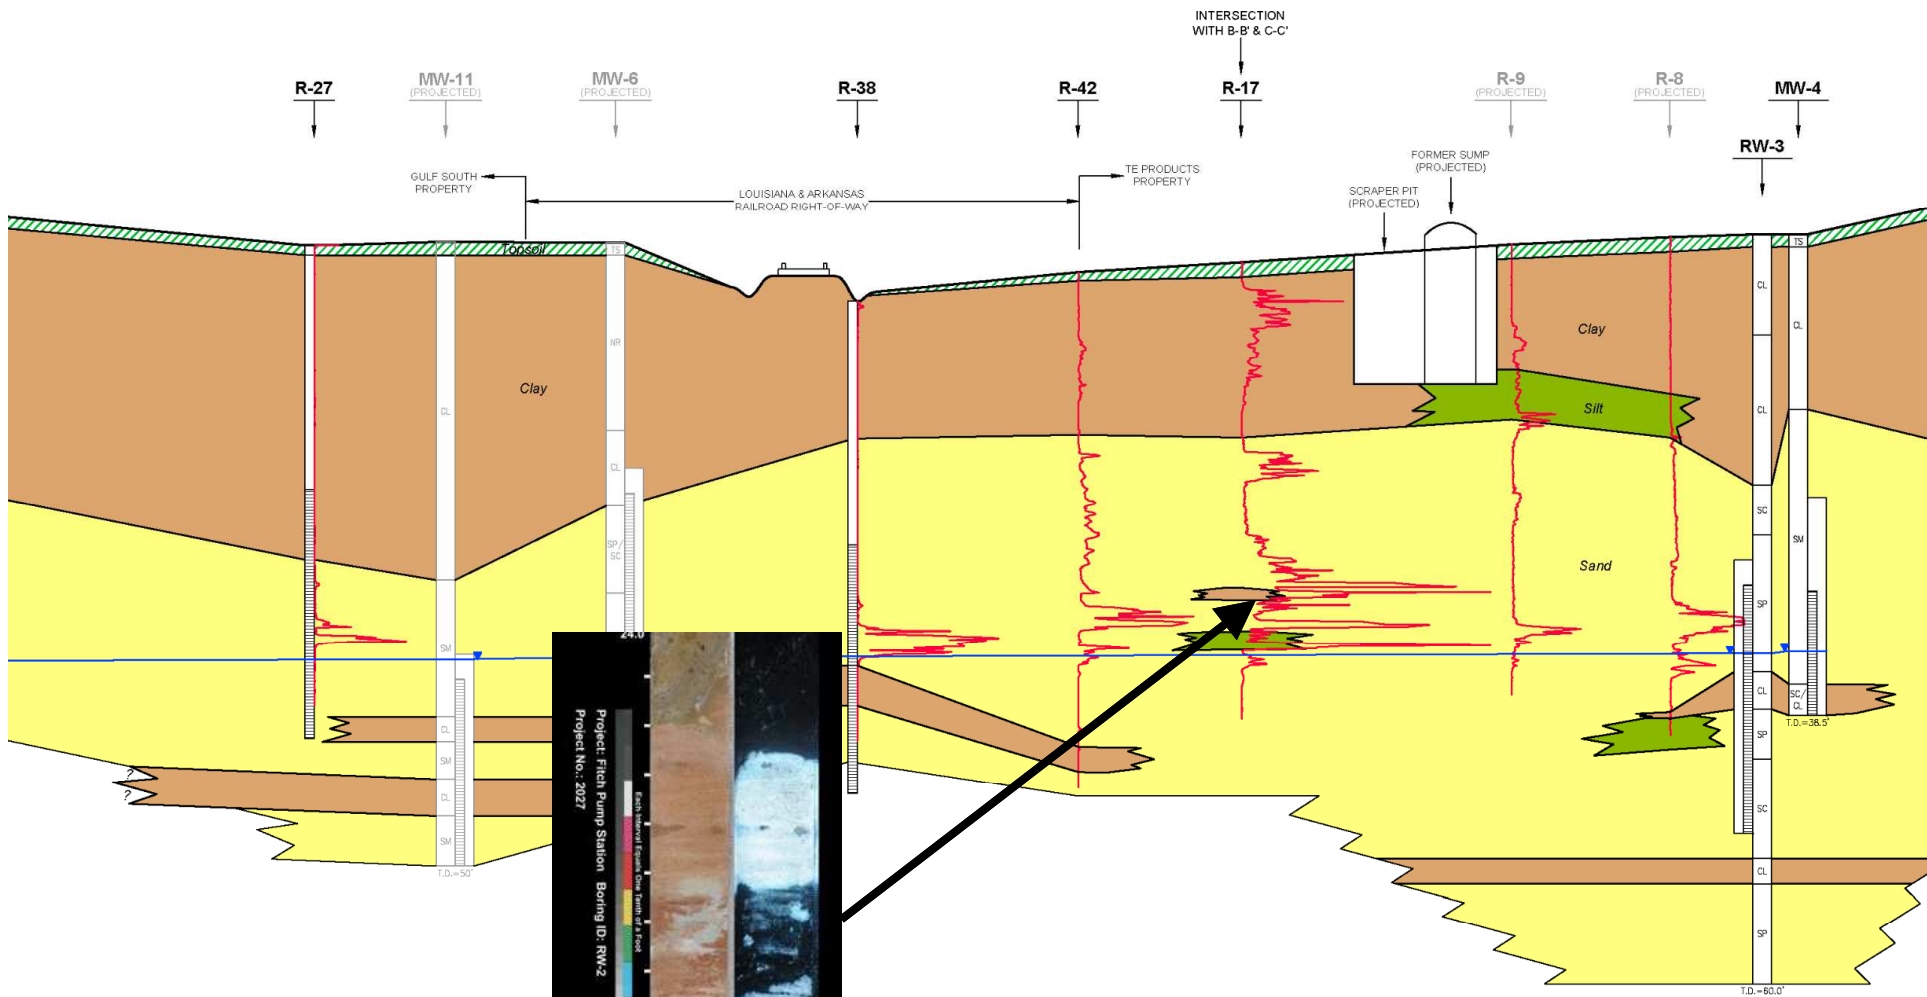 INTERSECTION
WITH B-B' & C-C'
R-27
MW-11
(PROJECTED)
MW-6
(PROJECTED)
R-38
R-42
R-17
R-9
(PROJECTED)
R-8
(PROJECTED)
MW-4
RW-3
GULF SOUTH
PROPERTY
LOUISIANA & ARKANSAS
RAILROAD RIGHT-OF-WAY
TE PRODUCTS
PROPERTY
SCRAPER PIT
(PROJECTED)
FORMER SUMP
(PROJECTED)
Topsoil
TS
TS
CL
CL
NR
Clay
Clay
CL
CL
Silt
CL
SC
SP/
SC
SM
Sand
SP
SM
24.0
CL
SC/
CL
T.D.=38.5'
CL
SP
SM
?
?
CL
SC
SM
T.D.=50'
CL
SP
T.D.=60.0'
Each Interval Equals One Tenth of a Foot
Project: Fitch Pump Station Boring ID: RW-2
Project No.: 2027